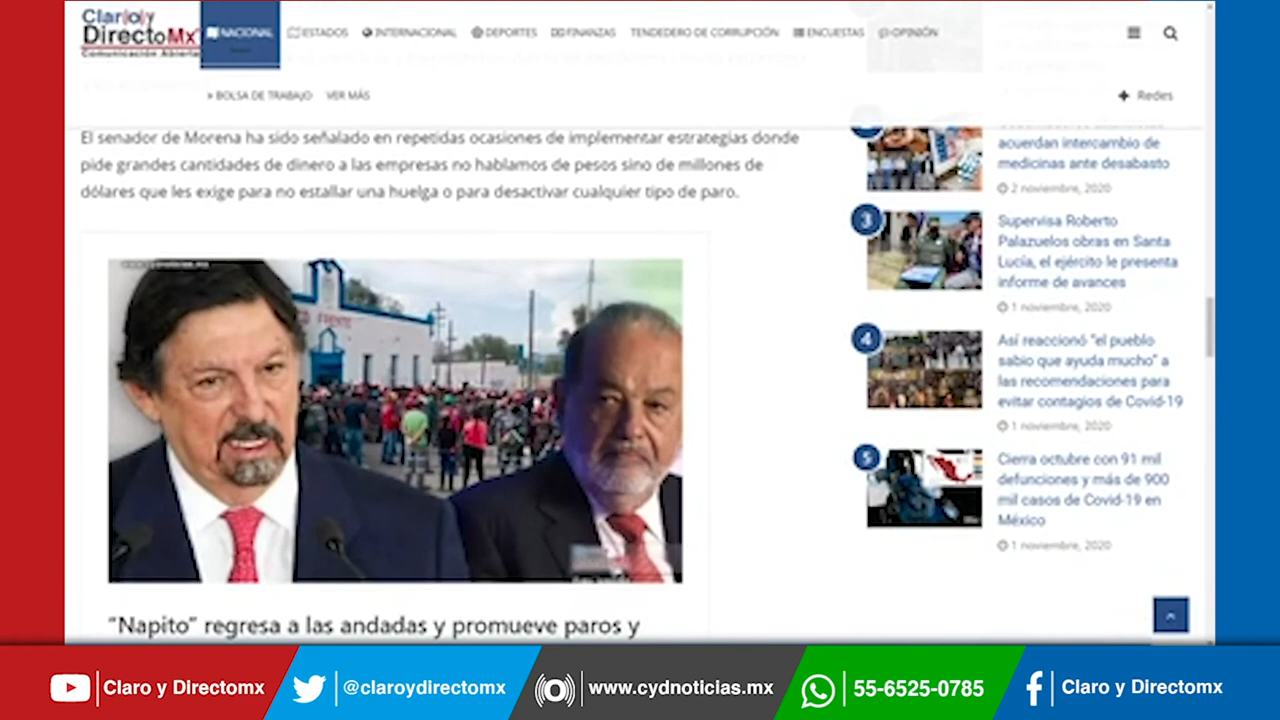 Claro y
DirectoMx
Comunicación Abierta
NACIONAL
ESTADOS
INTERNACIONAL
DEPORTES
FINANZAS
TENDEDERO DE CORRUPCIÓN
ENCUESTAS
OPINIÓN
» BOLSA DE TRABAJO
VER MÁS
+ Redes
El senador de Morena ha sido señalado en repetidas ocasiones de implementar estrategias donde
pide grandes cantidades de dinero a las empresas no hablamos de pesos sino de millones de
dólares que les exige para no estallar una huelga o para desactivar cualquier tipo de paro.
www.cydnoticias.mx
FRENTE
"Napito" regresa a las andadas y promueve paros y
acuerdan intercambio de
medicinas ante desabasto
2 noviembre, 2020
3
Supervisa Roberto
Palazuelos obras en Santa
Lucía, el ejército le presenta
informe de avances
1 noviembre, 2020
4
Así reaccionó "el pueblo
sabio que ayuda mucho" a
las recomendaciones para
evitar contagios de Covid-19
1 noviembre, 2020
5
Cierra octubre con 91 mil
defunciones y más de 900
mil casos de Covid-19 en
México
1 noviembre, 2020
Claro y Directomx
@claroydirectomx
www.cydnoticias.mx
55-6525-0785
Claro y Directomx